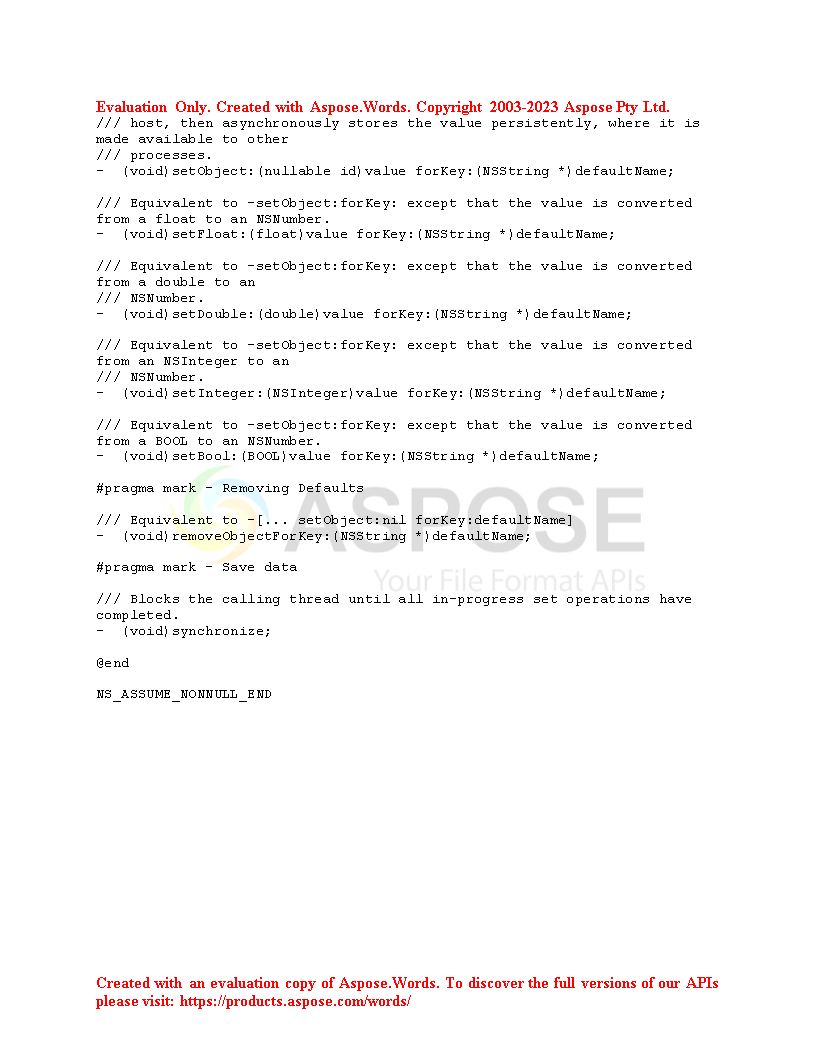 Evaluation Only. Created with Aspose.Words. Copyright 2003-2023 Aspose Pty Ltd.
/// host, then asynchronously stores the value persistently, where it is
made available to other
/// processes.
- (void)setObject:(nullable id)value forKey:(NSString *)defaultName;
/// Equivalent to -setObject:forKey: except that the value is converted
from a float to an NSNumber.
- (void)setFloat:(float)value forKey:(NSString *)defaultName;
/// Equivalent to -setObject:forKey: except that the value is converted
from a double to an
/// NSNumber.
- (void)setDouble:(double)value forKey:(NSString *)defaultName;
/// Equivalent to -setObject:forKey: except that the value is converted
from an NSInteger to an
/// NSNumber.
- (void)setInteger:(NSInteger)value forKey:(NSString *)defaultName;
/// Equivalent to -setObject:forKey: except that the value is converted
from a BOOL to an NSNumber.
- (void)setBool:(BOOL)value forKey:(NSString *)defaultName;
#pragma mark - Removing Defaults
ASPOSE
/// Equivalent to -[... setObject:nil forKey:defaultName]
- (void)removeObjectForKey:(NSString *)defaultName;
#pragma mark - Save data
Your File Format APIs
/// Blocks the calling thread until all in-progress set operations have
completed.
- (void)synchronize;
@end
NS_ASSUME_NONNULL_END
Created with an evaluation copy of Aspose.Words. To discover the full versions of our APIs
please visit: https://products.aspose.com/words/